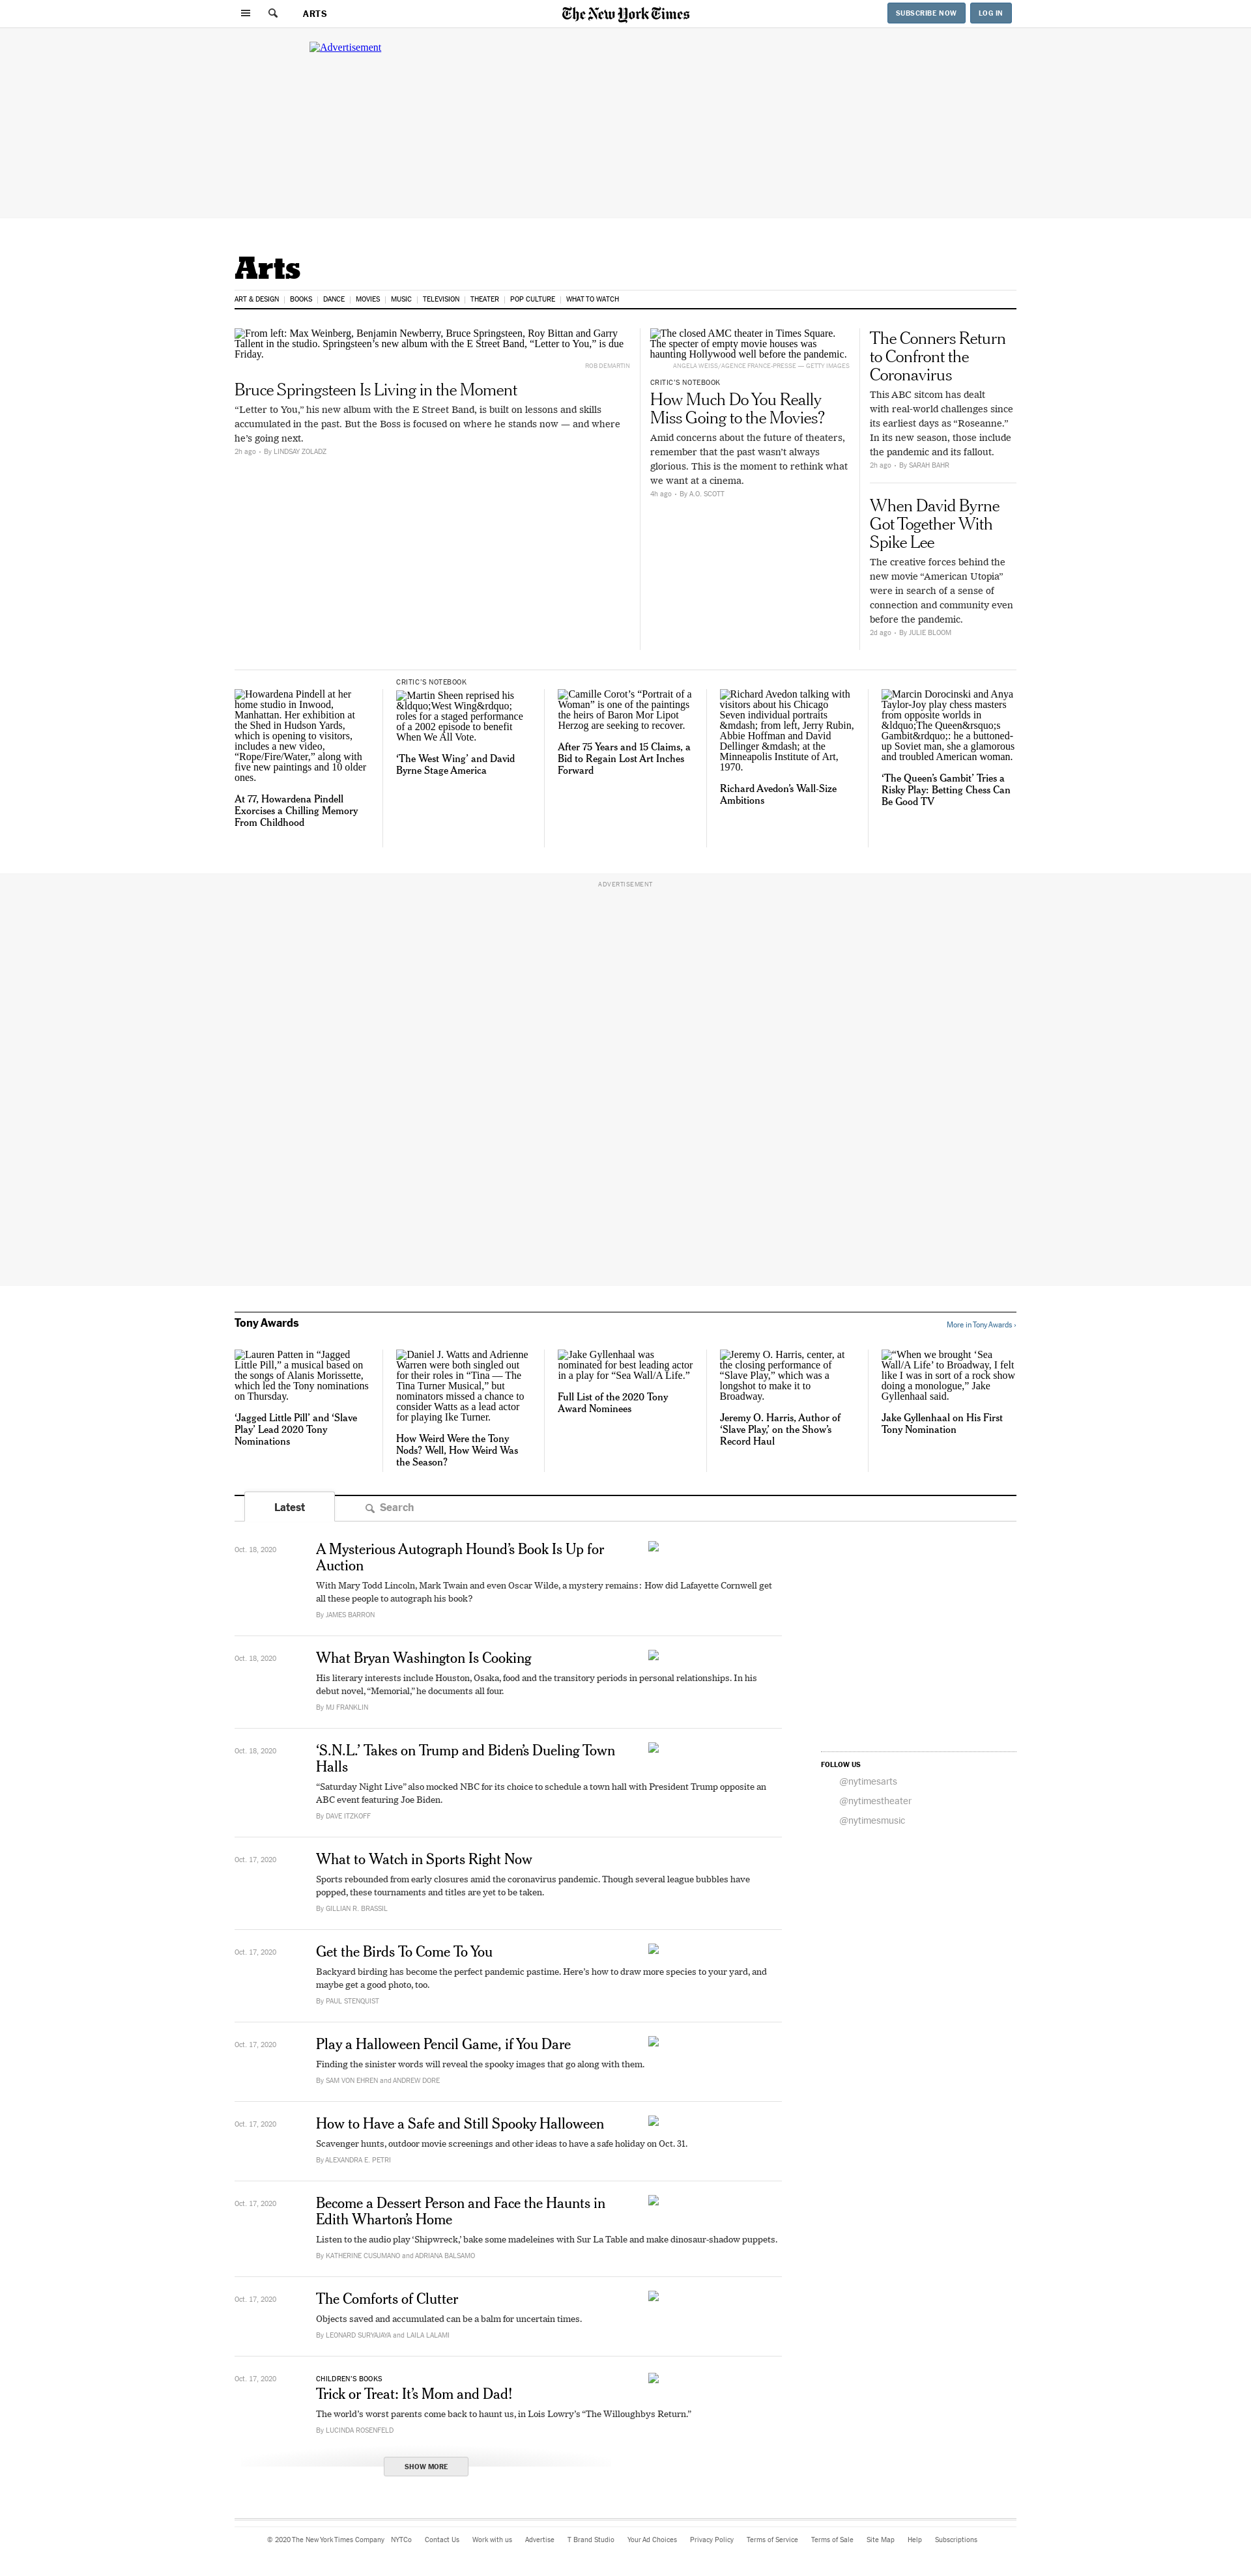 ARTS
The New York Times
SUBSCRIBE NOW
LOG IN
Advertisement
Arts
ART & DESIGN
BOOKS
DANCE
MOVIES
MUSIC
TELEVISION
THEATER
POP CULTURE
WHAT TO WATCH
From left: Max Weinberg, Benjamin Newberry, Bruce Springsteen, Roy Bittan and Garry
Tallent in the studio. Springsteen's new album with the E Street Band, “Letter to You,” is due
Friday.
ROB DEMARTIN
Bruce Springsteen Is Living in the Moment
“Letter to You,” his new album with the E Street Band, is built on lessons and skills
accumulated in the past. But the Boss is focused on where he stands now — and where
he’s going next.
2h ago • By LINDSAY ZOLADZ
The closed AMC theater in Times Square.
The specter of empty movie houses was
haunting Hollywood well before the pandemic.
ANGELA WEISS/AGENCE FRANCE-PRESSE — GETTY IMAGES
CRITIC’S NOTEBOOK
How Much Do You Really
Miss Going to the Movies?
Amid concerns about the future of theaters,
remember that the past wasn’t always
glorious. This is the moment to rethink what
we want at a cinema.
4h ago • By A.O. SCOTT
The Conners Return
to Confront the
Coronavirus
This ABC sitcom has dealt
with real-world challenges since
its earliest days as “Roseanne.”
In its new season, those include
the pandemic and its fallout.
2h ago • By SARAH BAHR
When David Byrne
Got Together With
Spike Lee
The creative forces behind the
new movie “American Utopia”
were in search of a sense of
connection and community even
before the pandemic.
2d ago • By JULIE BLOOM
Howardena Pindell at her
home studio in Inwood,
Manhattan. Her exhibition at
the Shed in Hudson Yards,
which is opening to visitors,
includes a new video,
“Rope/Fire/Water,” along with
five new paintings and 10 older
ones.
At 77, Howardena Pindell
Exorcises a Chilling Memory
From Childhood
CRITIC’S NOTEBOOK
Martin Sheen reprised his
&ldquo;West Wing&rdquo;
roles for a staged performance
of a 2002 episode to benefit
When We All Vote.
‘The West Wing’ and David
Byrne Stage America
Camille Corot’s “Portrait of a
Woman” is one of the paintings
the heirs of Baron Mor Lipot
Herzog are seeking to recover.
After 75 Years and 15 Claims, a
Bid to Regain Lost Art Inches
Forward
Richard Avedon talking with
visitors about his Chicago
Seven individual portraits
&mdash; from left, Jerry Rubin,
Abbie Hoffman and David
Dellinger &mdash; at the
Minneapolis Institute of Art,
1970.
Richard Avedon’s Wall-Size
Ambitions
Marcin Dorocinski and Anya
Taylor-Joy play chess masters
from opposite worlds in
&ldquo;The Queen&rsquo;s
Gambit&rdquo;: he a buttoned-
up Soviet man, she a glamorous
and troubled American woman.
‘The Queen’s Gambit’ Tries a
Risky Play: Betting Chess Can
Be Good TV
ADVERTISEMENT
Tony Awards
More in Tony Awards ›
Lauren Patten in “Jagged
Little Pill,” a musical based on
the songs of Alanis Morissette,
which led the Tony nominations
on Thursday.
‘Jagged Little Pill’ and ‘Slave
Play’ Lead 2020 Tony
Nominations
Daniel J. Watts and Adrienne
Warren were both singled out
for their roles in “Tina — The
Tina Turner Musical,” but
nominators missed a chance to
consider Watts as a lead actor
for playing Ike Turner.
How Weird Were the Tony
Nods? Well, How Weird Was
the Season?
Jake Gyllenhaal was
nominated for best leading actor
in a play for “Sea Wall/A Life.”
Full List of the 2020 Tony
Award Nominees
Jeremy O. Harris, center, at
the closing performance of
“Slave Play,” which was a
longshot to make it to
Broadway.
Jeremy O. Harris, Author of
‘Slave Play,’ on the Show’s
Record Haul
“When we brought ‘Sea
Wall/A Life’ to Broadway, I felt
like I was in sort of a rock show
doing a monologue,” Jake
Gyllenhaal said.
Jake Gyllenhaal on His First
Tony Nomination
Latest
Search
Oct. 18, 2020
A Mysterious Autograph Hound’s Book Is Up for
Auction
With Mary Todd Lincoln, Mark Twain and even Oscar Wilde, a mystery remains: How did Lafayette Cornwell get
all these people to autograph his book?
By JAMES BARRON
Oct. 18, 2020
What Bryan Washington Is Cooking
His literary interests include Houston, Osaka, food and the transitory periods in personal relationships. In his
debut novel, “Memorial,” he documents all four.
By MJ FRANKLIN
Oct. 18, 2020
‘S.N.L.’ Takes on Trump and Biden’s Dueling Town
Halls
“Saturday Night Live” also mocked NBC for its choice to schedule a town hall with President Trump opposite an
ABC event featuring Joe Biden.
By DAVE ITZKOFF
Oct. 17, 2020
What to Watch in Sports Right Now
Sports rebounded from early closures amid the coronavirus pandemic. Though several league bubbles have
popped, these tournaments and titles are yet to be taken.
By GILLIAN R. BRASSIL
Oct. 17, 2020
Get the Birds To Come To You
Backyard birding has become the perfect pandemic pastime. Here’s how to draw more species to your yard, and
maybe get a good photo, too.
By PAUL STENQUIST
Oct. 17, 2020
Play a Halloween Pencil Game, if You Dare
Finding the sinister words will reveal the spooky images that go along with them.
By SAM VON EHREN and ANDREW DORE
Oct. 17, 2020
How to Have a Safe and Still Spooky Halloween
Scavenger hunts, outdoor movie screenings and other ideas to have a safe holiday on Oct. 31.
By ALEXANDRA E. PETRI
Oct. 17, 2020
Become a Dessert Person and Face the Haunts in
Edith Wharton’s Home
Listen to the audio play ‘Shipwreck,’ bake some madeleines with Sur La Table and make dinosaur-shadow puppets.
By KATHERINE CUSUMANO and ADRIANA BALSAMO
Oct. 17, 2020
The Comforts of Clutter
Objects saved and accumulated can be a balm for uncertain times.
By LEONARD SURYAJAYA and LAILA LALAMI
Oct. 17, 2020
CHILDREN’S BOOKS
Trick or Treat: It’s Mom and Dad!
The world’s worst parents come back to haunt us, in Lois Lowry’s “The Willoughbys Return.”
By LUCINDA ROSENFELD
SHOW MORE
FOLLOW US
@nytimesarts
@nytimestheater
@nytimesmusic
© 2020 The New York Times Company
NYTCo
Contact Us
Work with us
Advertise
T Brand Studio
Your Ad Choices
Privacy Policy
Terms of Service
Terms of Sale
Site Map
Help
Subscriptions